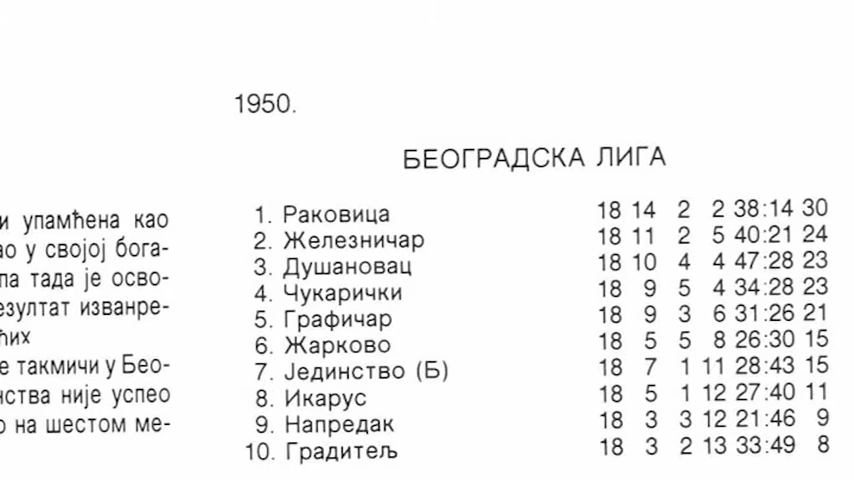 1950.
БЕОГРАДСКА ЛИГА
и упамћена као
ао у својој бога-
па тада је осво-
езултат изванре-
ћих
е такмичи у Бео-
нства није успео
о на шестом ме-
1. Раковица 18 14 2 2 38:14 30
2. Железничар 18 11 2 5 40:21 24
3. Душановац 18 10 4 4 47:28 23
4. Чукарички 18 9 5 4 34:28 23
5. Графичар 18 9 3 6 31:26 21
6. Жарково 18 5 5 8 26:30 15
7. Јединство (Б) 18 7 1 11 28:43 15
8. Икарус 18 5 1 12 27:40 11
9. Напредак 18 3 3 12 21:46 9
10. Градитељ 18 3 2 13 33:49 8